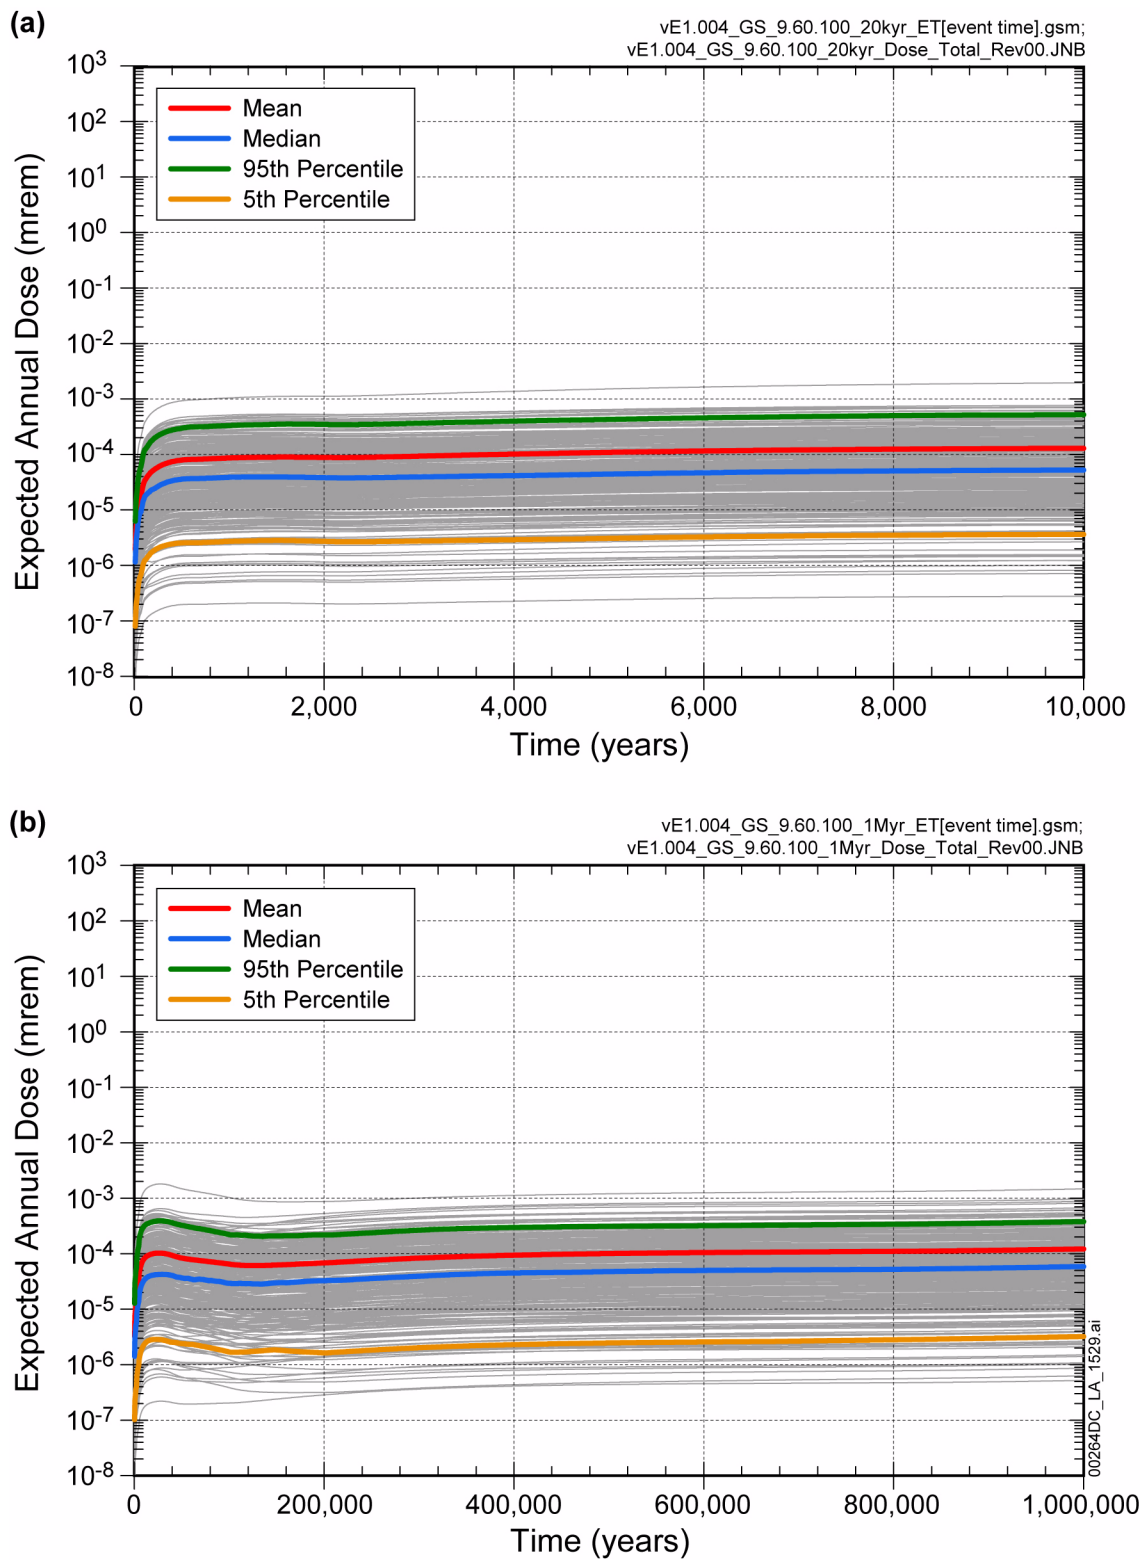 (a)
vE1.004_GS_9.60.100_20kyr_ET[event time].gsm;
vE1.004_GS_9.60.100_20kyr_Dose_Total_Rev00.JNB
Expected Annual Dose (mrem)
10^3
10^2
10^1
10^0
10^-1
10^-2
10^-3
10^-4
10^-5
10^-6
10^-7
10^-8
Mean
Median
95th Percentile
5th Percentile
0 2,000 4,000 6,000 8,000 10,000
Time (years)
(b)
vE1.004_GS_9.60.100_1Myr_ET[event time].gsm;
vE1.004_GS_9.60.100_1Myr_Dose_Total_Rev00.JNB
Expected Annual Dose (mrem)
10^3
10^2
10^1
10^0
10^-1
10^-2
10^-3
10^-4
10^-5
10^-6
10^-7
10^-8
Mean
Median
95th Percentile
5th Percentile
00264DC_LA_1529.ai
0 200,000 400,000 600,000 800,000 1,000,000
Time (years)